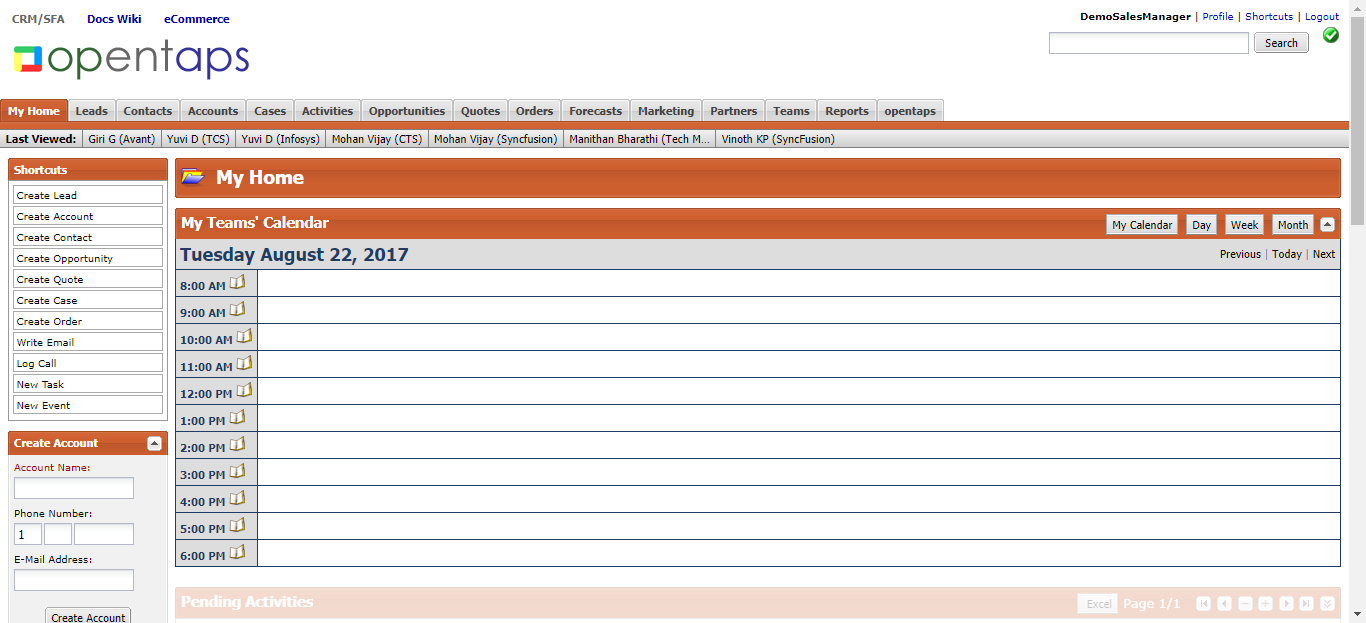 CRM/SFA Docs Wiki eCommerce
DemoSalesManager | Profile | Shortcuts | Logout
opentaps
Search
My Home Leads Contacts Accounts Cases Activities Opportunities Quotes Orders Forecasts Marketing Partners Teams Reports opentaps
Last Viewed: Giri G (Avant) Yuvi D (TCS) Yuvi D (Infosys) Mohan Vijay (CTS) Mohan Vijay (Syncfusion) Manithan Bharathi (Tech M... Vinoth KP (SyncFusion)
Shortcuts
Create Lead
Create Account
Create Contact
Create Opportunity
Create Quote
Create Case
Create Order
Write Email
Log Call
New Task
New Event
Create Account
Account Name:
Phone Number:
1
E-Mail Address:
Create Account
My Home
My Teams' Calendar
My Calendar Day Week Month
Tuesday August 22, 2017
Previous | Today | Next
8:00 AM
9:00 AM
10:00 AM
11:00 AM
12:00 PM
1:00 PM
2:00 PM
3:00 PM
4:00 PM
5:00 PM
6:00 PM
Pending Activities
Excel Page 1/1